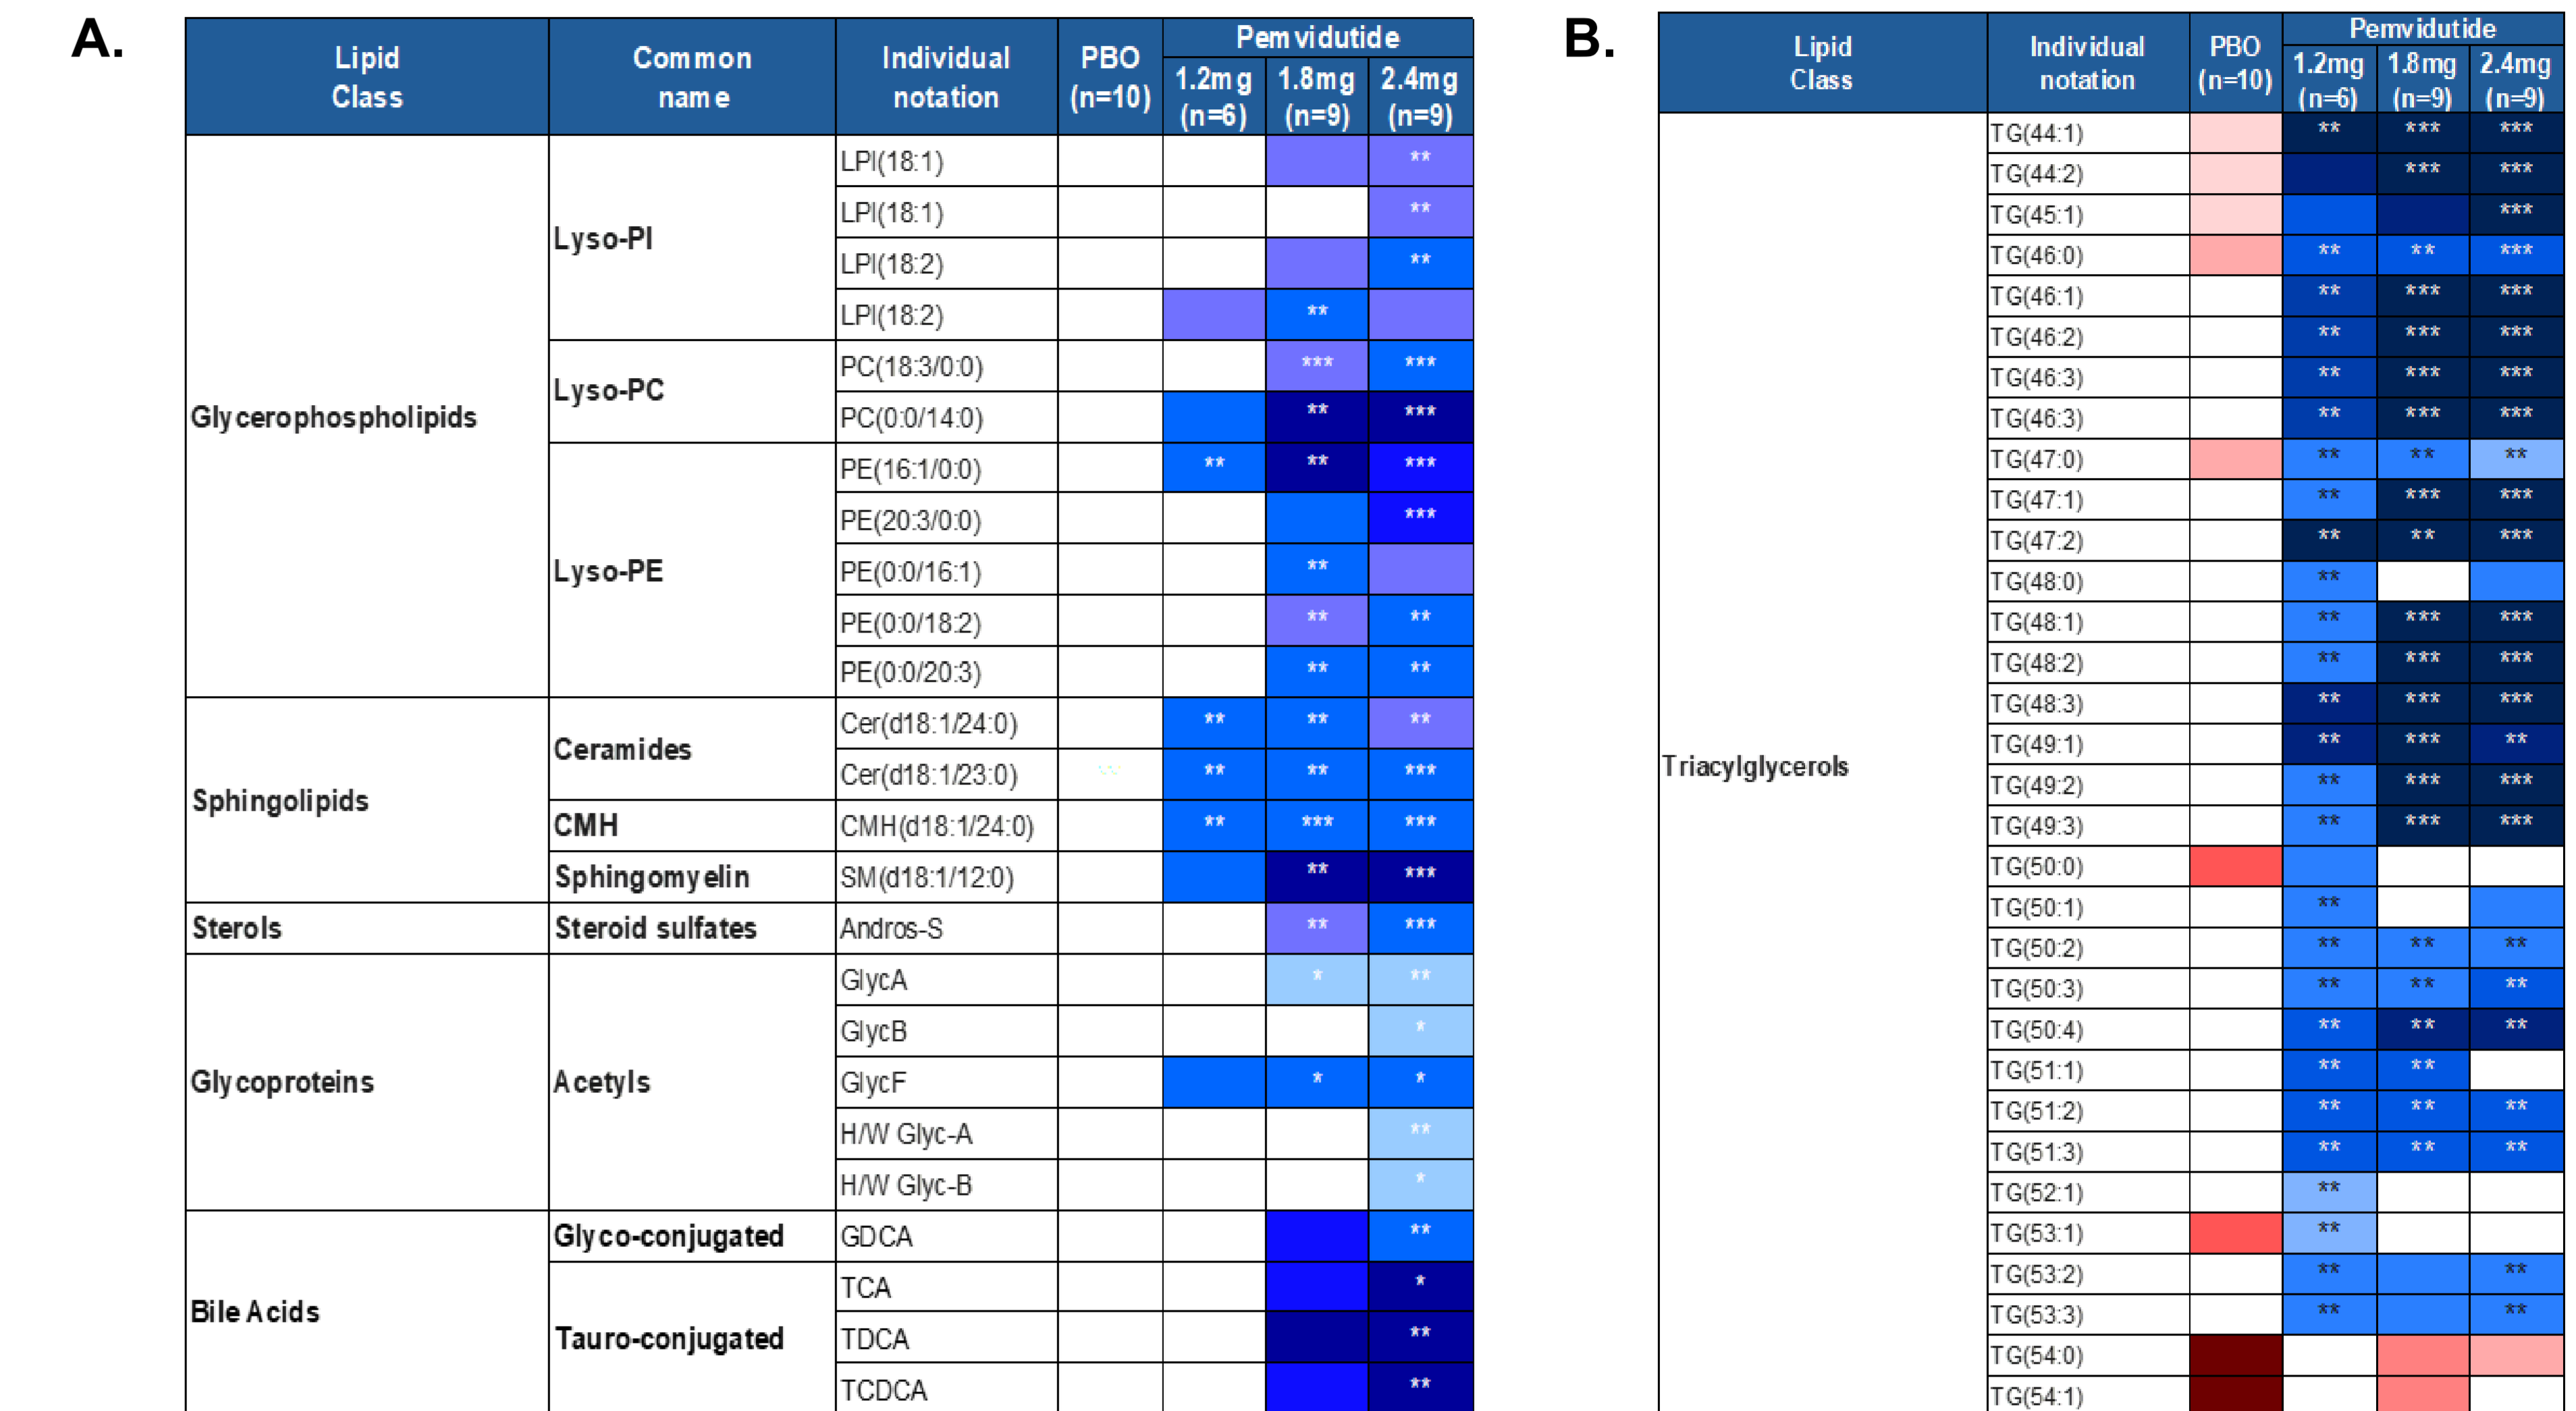 A.
Lipid Class	Common name	Individual notation	PBO (n=10)	Pemvidutide
1.2mg (n=6)	1.8mg (n=9)	2.4mg (n=9)
Glycerophospholipids	Lyso-PI	LPI(18:1)	**
LPI(18:1)	**
LPI(18:2)	**
LPI(18:2)	**
Lyso-PC	PC(18:3/0:0)	***	***
PC(0:0/14:0)	**	***
Lyso-PE	PE(16:1/0:0)	**	**	***
PE(20:3/0:0)	***
PE(0:0/16:1)	**
PE(0:0/18:2)	**	**
PE(0:0/20:3)	**	**
Sphingolipids	Ceramides	Cer(d18:1/24:0)	**	**	**
Cer(d18:1/23:0)	**	**	**	***
CMH	CMH(d18:1/24:0)	**	***	***
Sphingomyelin	SM(d18:1/12:0)	**	***
Sterols	Steroid sulfates	Andros-S	**	***
Glycoproteins	Acetyls	GlycA	*	**
GlycB	*
GlycF	*	*
H/W Glyc-A	**
H/W Glyc-B	*
Bile Acids	Glyco-conjugated	GDCA	**
Tauro-conjugated	TCA	*
TDCA	**
TCDCA	**
B.
Lipid Class	Individual notation	PBO (n=10)	Pemvidutide
1.2mg (n=6)	1.8mg (n=9)	2.4mg (n=9)
Triacylglycerols	TG(44:1)	**	***	***
TG(44:2)	***	***
TG(45:1)	***
TG(46:0)	**	**	***
TG(46:1)	**	***	***
TG(46:2)	**	***	***
TG(46:3)	**	***	***
TG(46:3)	**	***	***
TG(47:0)	**	**	**
TG(47:1)	**	***	***
TG(47:2)	**	**	***
TG(48:0)	**
TG(48:1)	**	***	***
TG(48:2)	**	***	***
TG(48:3)	**	***	***
TG(49:1)	**	***	**
TG(49:2)	**	***	***
TG(49:3)	**	***	***
TG(50:0)
TG(50:1)	**
TG(50:2)	**	**	**
TG(50:3)	**	**	**
TG(50:4)	**	**	**
TG(51:1)	**	**
TG(51:2)	**	**	**
TG(51:3)	**	**	**
TG(52:1)	**
TG(53:1)	**
TG(53:2)	**	**
TG(53:3)	**	**
TG(54:0)
TG(54:1)